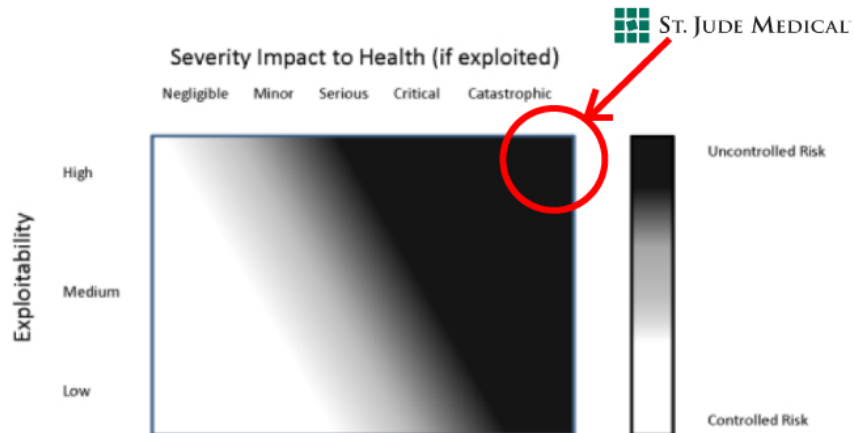 ST. JUDE MEDICAL
Severity Impact to Health (if exploited)
Negligible Minor Serious Critical Catastrophic
Uncontrolled Risk
High
Exploitability
Medium
Low
Controlled Risk